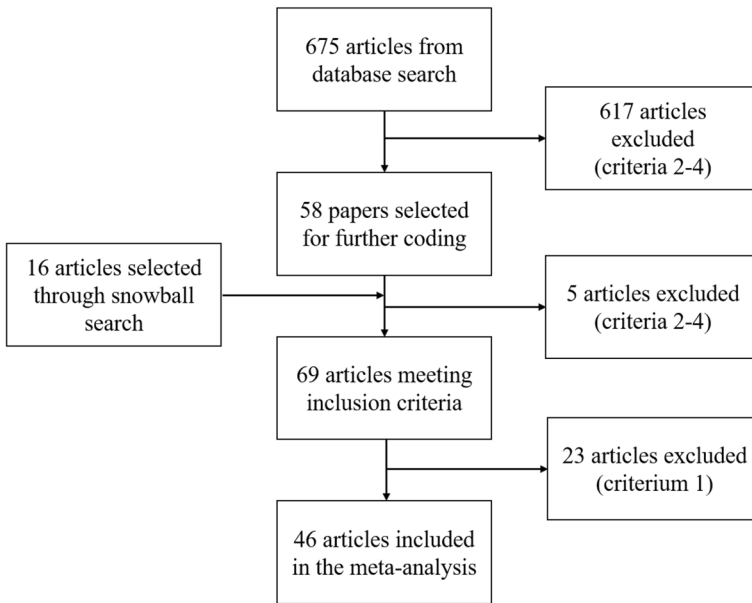 675 articles from
database search
617 articles
excluded
(criteria 2-4)
58 papers selected
for further coding
16 articles selected
through snowball
search
5 articles excluded
(criteria 2-4)
69 articles meeting
inclusion criteria
23 articles excluded
(criterium 1)
46 articles included
in the meta-analysis